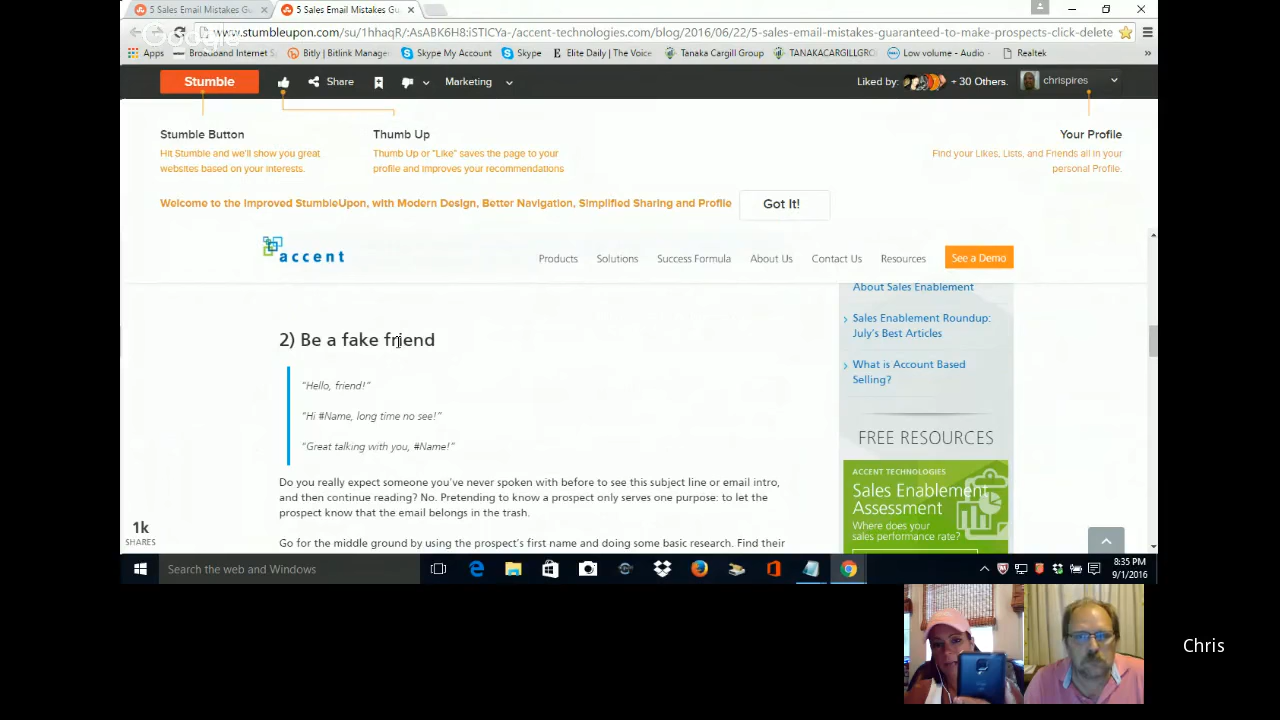 5 Sales Email Mistakes Gu
5 Sales Email Mistakes Gu
Google
www.stumbleupon.com/su/1hhaqR/:AsABK6H8:iSTICYa-/accent-technologies.com/blog/2016/06/22/5-sales-email-mistakes-guaranteed-to-make-prospects-click-delete
Apps Broadband Internet S Bitly | Bitlink Manager Skype My Account Skype Elite Daily | The Voice Tanaka Cargill Group TANAKACARGILLGRC Low volume - Audio Realtek »
Stumble Share Marketing Liked by: + 30 Others. chrispires
Stumble Button Thumb Up Your Profile
Hit Stumble and we'll show you great Thumb Up or "Like" saves the page to your Find your Likes, Lists, and Friends all in your
websites based on your interests. profile and improves your recommendations personal Profile.
Welcome to the Improved StumbleUpon, with Modern Design, Better Navigation, Simplified Sharing and Profile Got It!
accent Products Solutions Success Formula About Us Contact Us Resources See a Demo
About Sales Enablement
Sales Enablement Roundup:
July's Best Articles
What is Account Based
Selling?
2) Be a fake friend
"Hello, friend!"
"Hi #Name, long time no see!"
"Great talking with you, #Name!"
Do you really expect someone you've never spoken with before to see this subject line or email intro,
and then continue reading? No. Pretending to know a prospect only serves one purpose: to let the
prospect know that the email belongs in the trash.
Go for the middle ground by using the prospect's first name and doing some basic research. Find their
FREE RESOURCES
ACCENT TECHNOLOGIES
Sales Enablement
Assessment
Where does your
sales performance rate?
1k
SHARES
Search the web and Windows
8:35 PM
9/1/2016
Chris